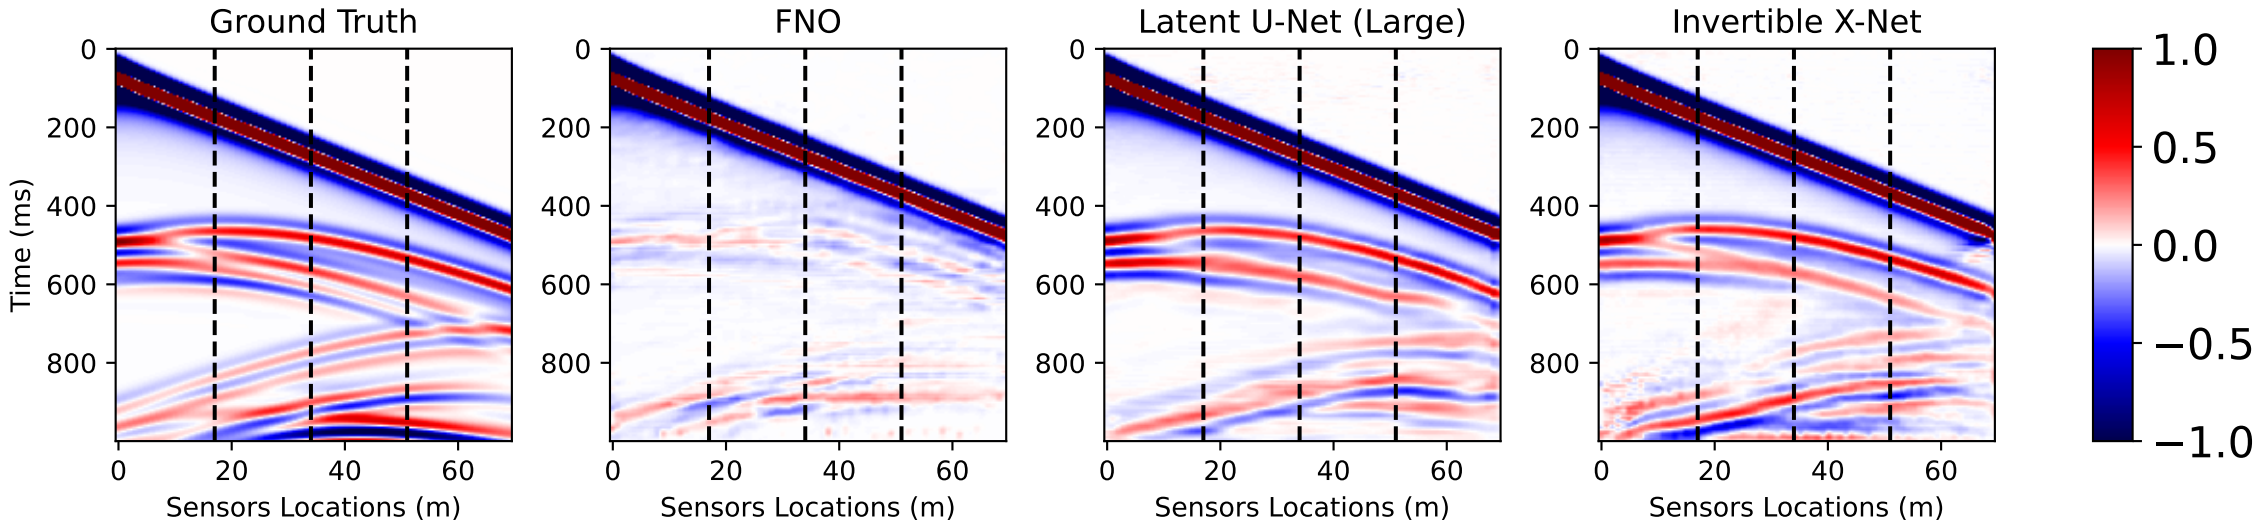 Ground Truth
FNO
Latent U-Net (Large)
Invertible X-Net
Time (ms)
0
200
400
600
800
0
200
400
600
800
0
200
400
600
800
0
200
400
600
800
1.0
0.5
0.0
−0.5
−1.0
0 20 40 60
0 20 40 60
0 20 40 60
0 20 40 60
Sensors Locations (m)
Sensors Locations (m)
Sensors Locations (m)
Sensors Locations (m)